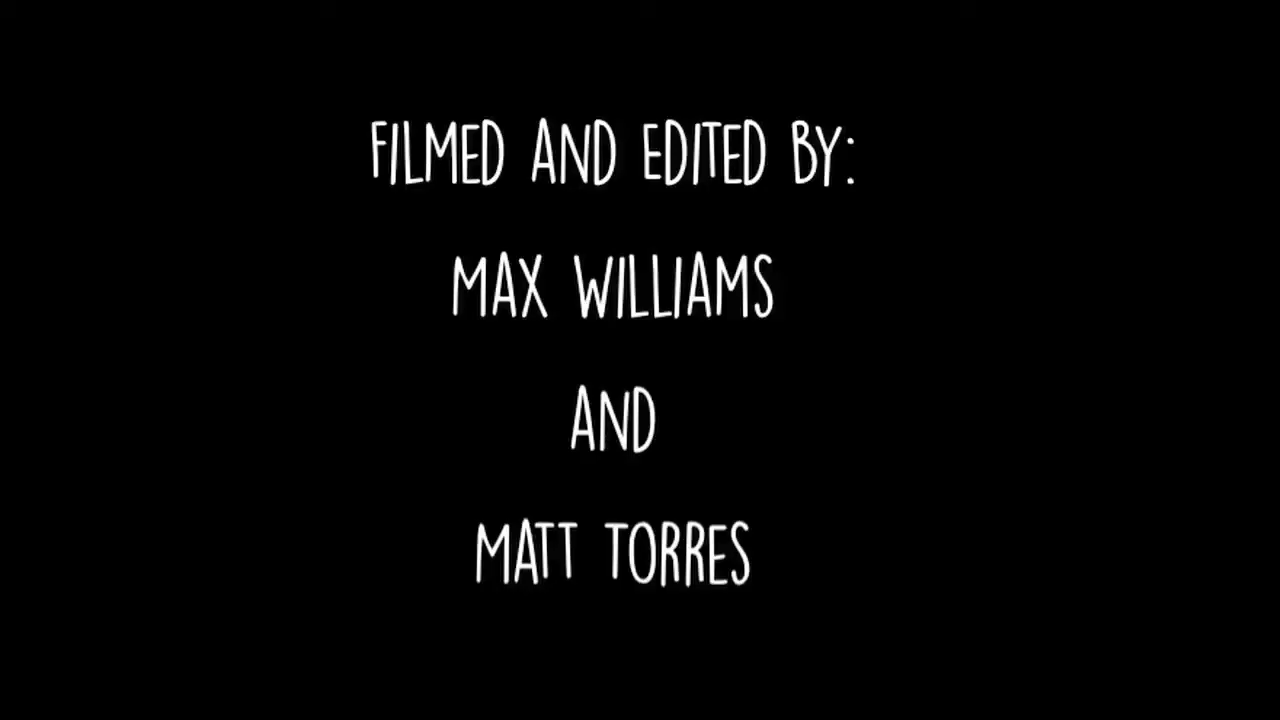 FILMED AND EDITED BY:
MAX WILLIAMS
AND
MATT TORRES